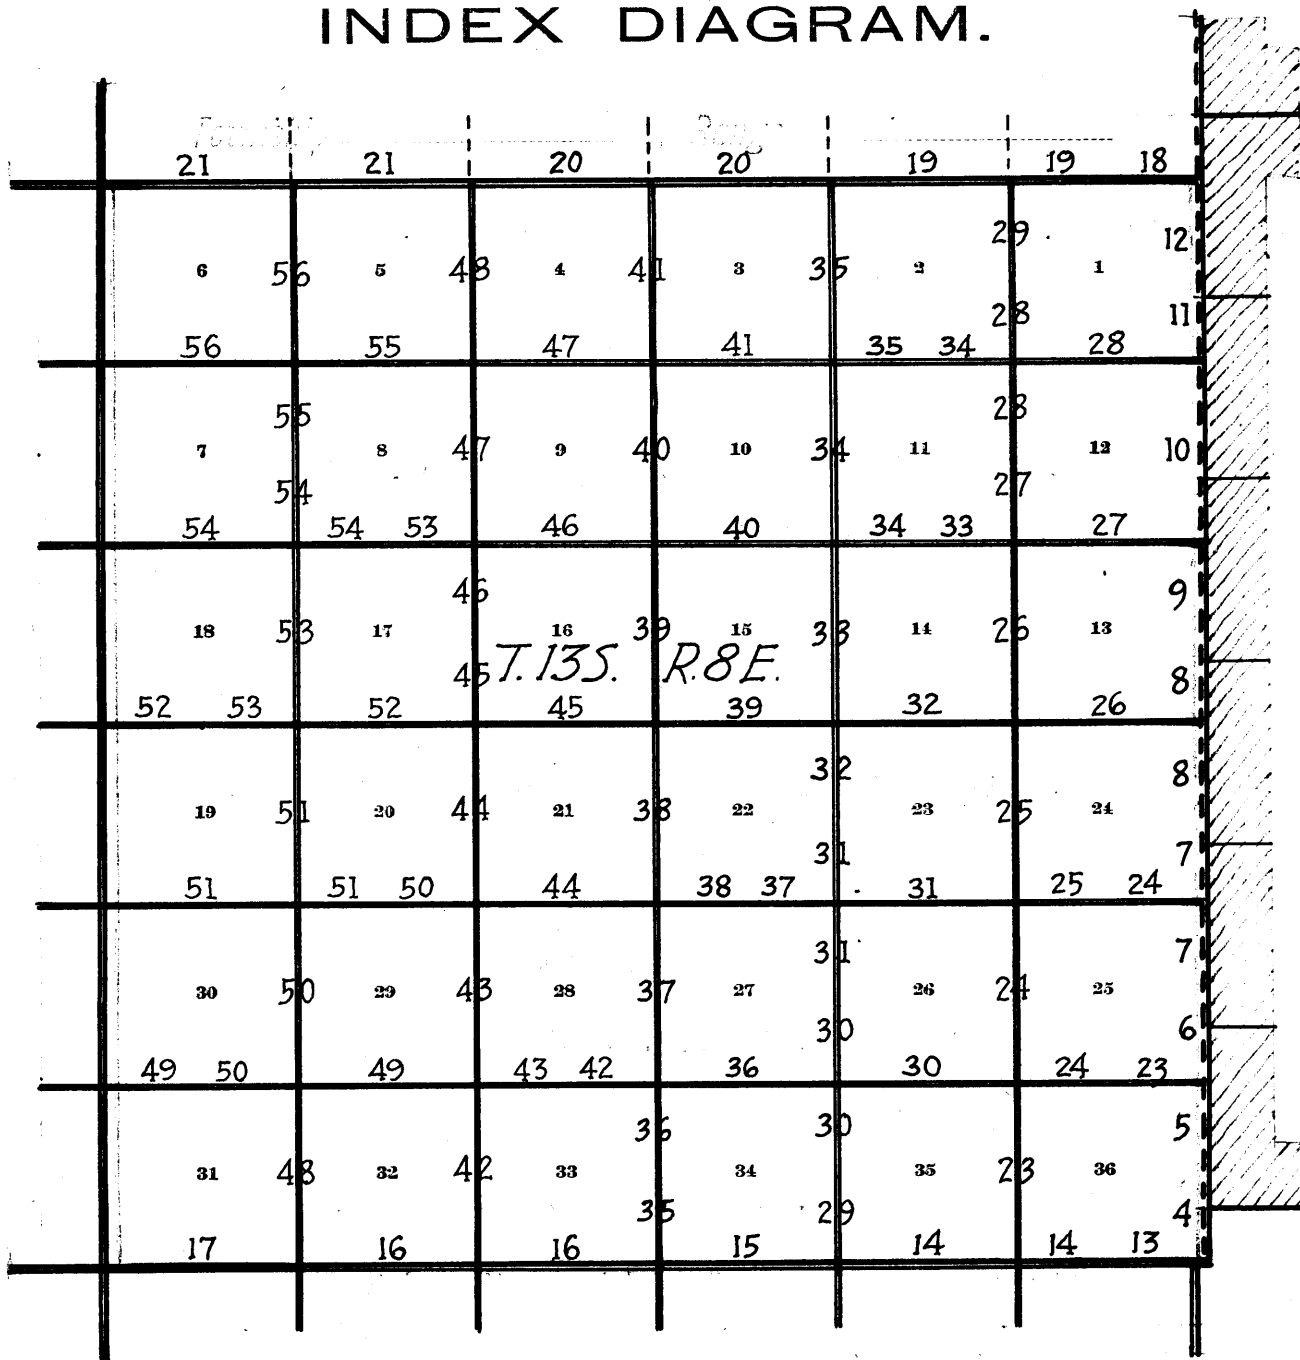 INDEX DIAGRAM.
Township Range
21 21 20 20 19 19 18
29 12
6 56 5 48 4 41 3 35 2 1
28 11
56 55 47 41 35 34 28
55 28
7 8 47 9 40 10 34 11 12 10
54 27
54 54 53 46 40 34 33 27
46 9
18 53 17 16 39 15 33 14 26 13
45 T.13S. R.8E. 8
52 53 52 45 39 32 26
32 8
19 51 20 44 21 38 22 23 25 24
31 7
51 51 50 44 38 37 31 25 24
31 7
30 50 29 43 28 37 27 26 24 25
30 6
49 50 49 43 42 36 30 24 23
36 30 5
31 48 32 42 33 34 35 23 36
35 29 4
17 16 16 15 14 14 13